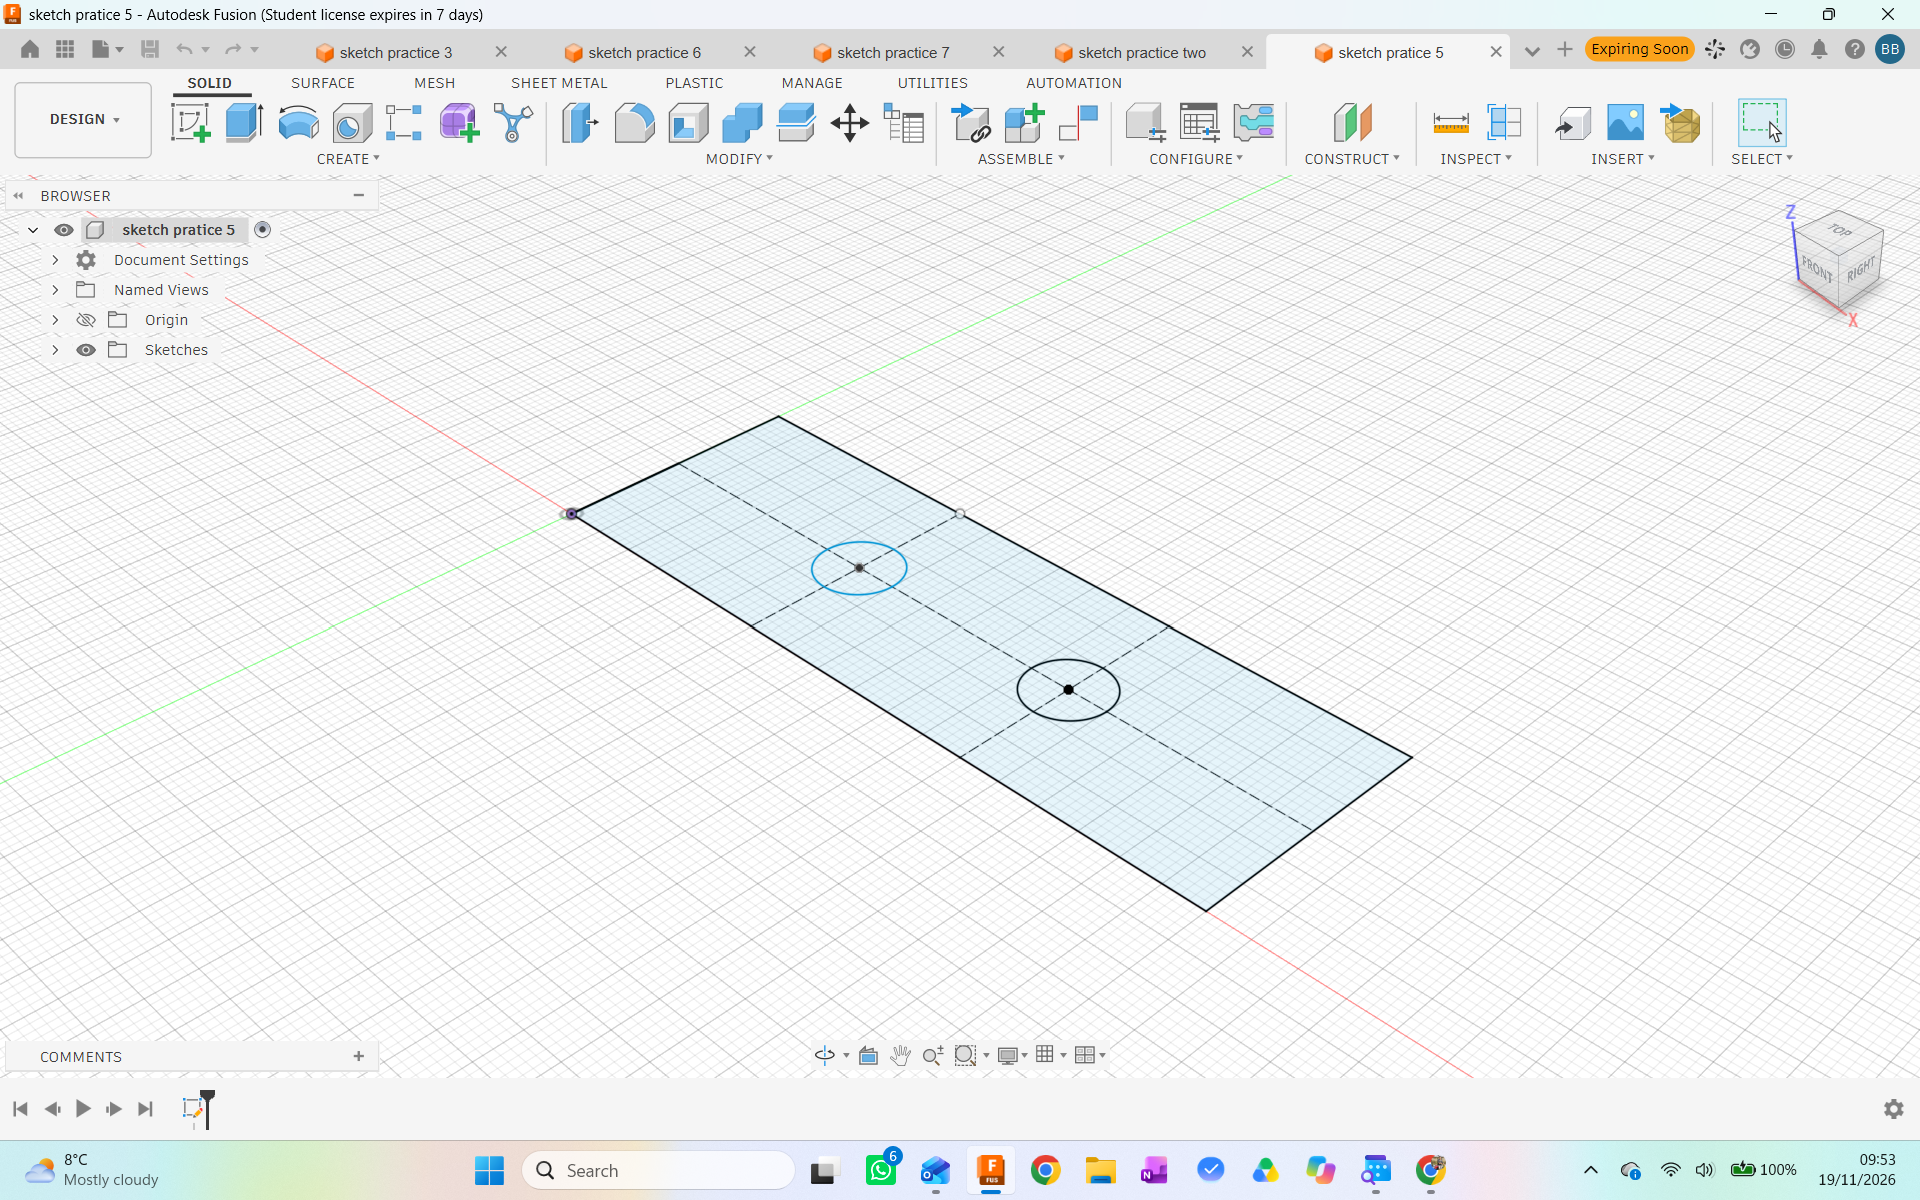 sketch pratice 5 - Autodesk Fusion (Student license expires in 7 days)
sketch practice 3
sketch practice 6
sketch practice 7
sketch practice two
sketch pratice 5
Expiring Soon
BB
SOLID
SURFACE
MESH
SHEET METAL
PLASTIC
MANAGE
UTILITIES
AUTOMATION
DESIGN
CREATE
MODIFY
ASSEMBLE
CONFIGURE
CONSTRUCT
INSPECT
INSERT
SELECT
BROWSER
sketch pratice 5
Document Settings
Named Views
Origin
Sketches
Z
TOP
FRONT
RIGHT
X
COMMENTS
8°C
Mostly cloudy
Search
6
F
FUS
100%
09:53
19/11/2026